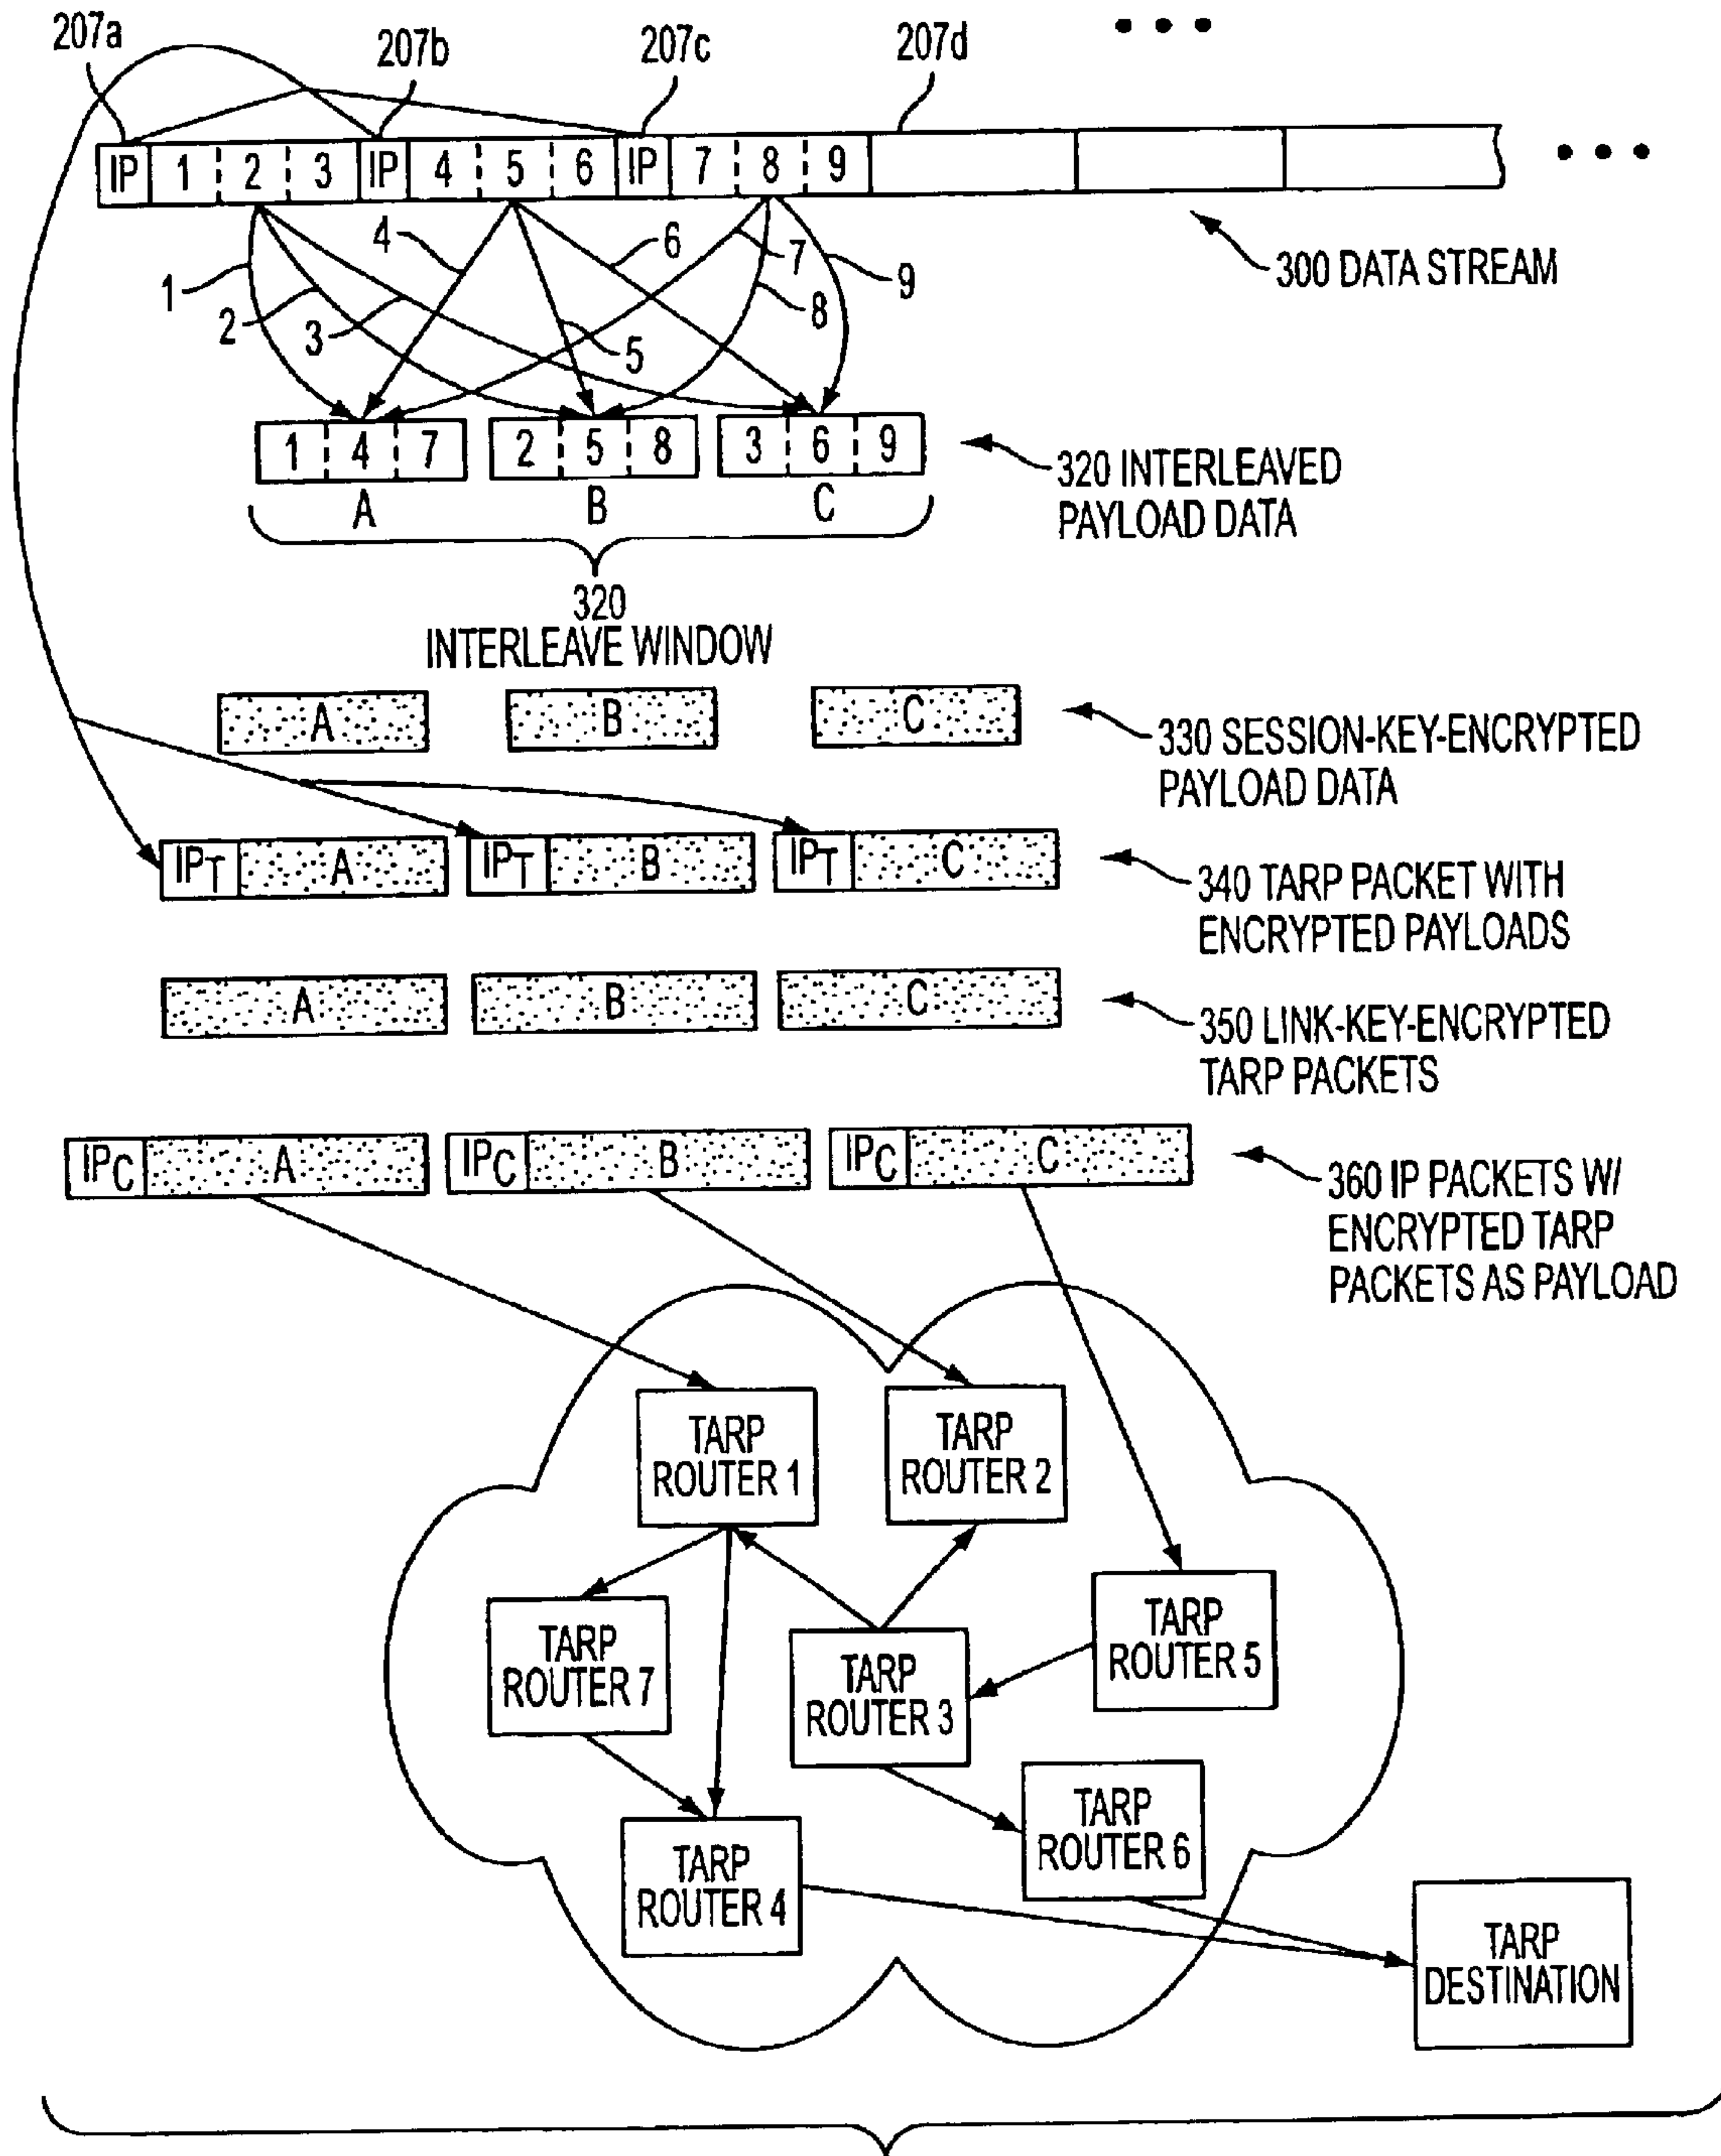 207a
207b
207c
207d
• • •
IP 1 2 3 IP 4 5 6 IP 7 8 9
• • •
300 DATA STREAM
1
2
3
4
5
6
7
8
9
1 4 7
2 5 8
3 6 9
A
B
C
320 INTERLEAVED
PAYLOAD DATA
320
INTERLEAVE WINDOW
A
B
C
330 SESSION-KEY-ENCRYPTED
PAYLOAD DATA
IPT A
IPT B
IPT C
340 TARP PACKET WITH
ENCRYPTED PAYLOADS
A
B
C
350 LINK-KEY-ENCRYPTED
TARP PACKETS
IPC A
IPC B
IPC C
360 IP PACKETS W/
ENCRYPTED TARP
PACKETS AS PAYLOAD
TARP
ROUTER 1
TARP
ROUTER 2
TARP
ROUTER 7
TARP
ROUTER 3
TARP
ROUTER 5
TARP
ROUTER 4
TARP
ROUTER 6
TARP
DESTINATION